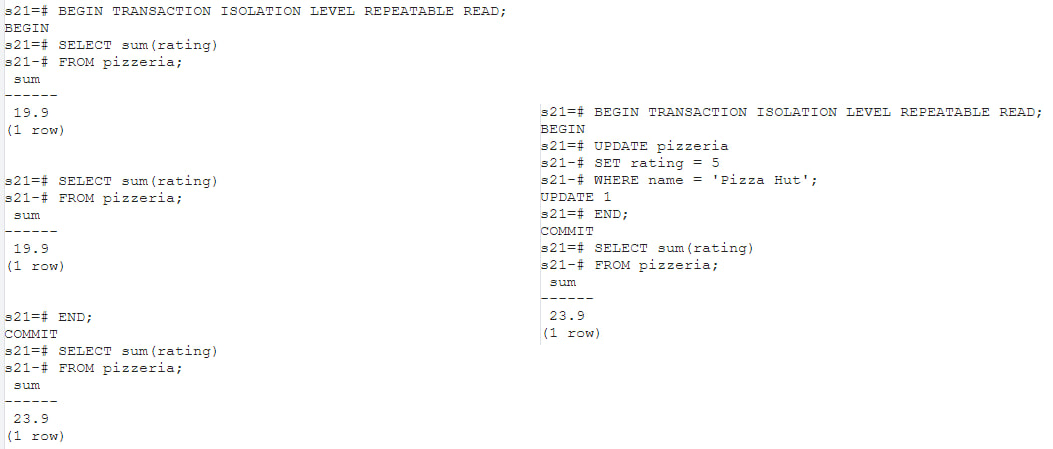 s21=# BEGIN TRANSACTION ISOLATION LEVEL REPEATABLE READ;
BEGIN
s21=# SELECT sum(rating)
s21-# FROM pizzeria;
sum
------
19.9
(1 row)
s21=# SELECT sum(rating)
s21-# FROM pizzeria;
sum
------
19.9
(1 row)
s21=# END;
COMMIT
s21=# SELECT sum(rating)
s21-# FROM pizzeria;
sum
------
23.9
(1 row)
s21=# BEGIN TRANSACTION ISOLATION LEVEL REPEATABLE READ;
BEGIN
s21=# UPDATE pizzeria
s21-# SET rating = 5
s21-# WHERE name = 'Pizza Hut';
UPDATE 1
s21=# END;
COMMIT
s21=# SELECT sum(rating)
s21-# FROM pizzeria;
sum
------
23.9
(1 row)